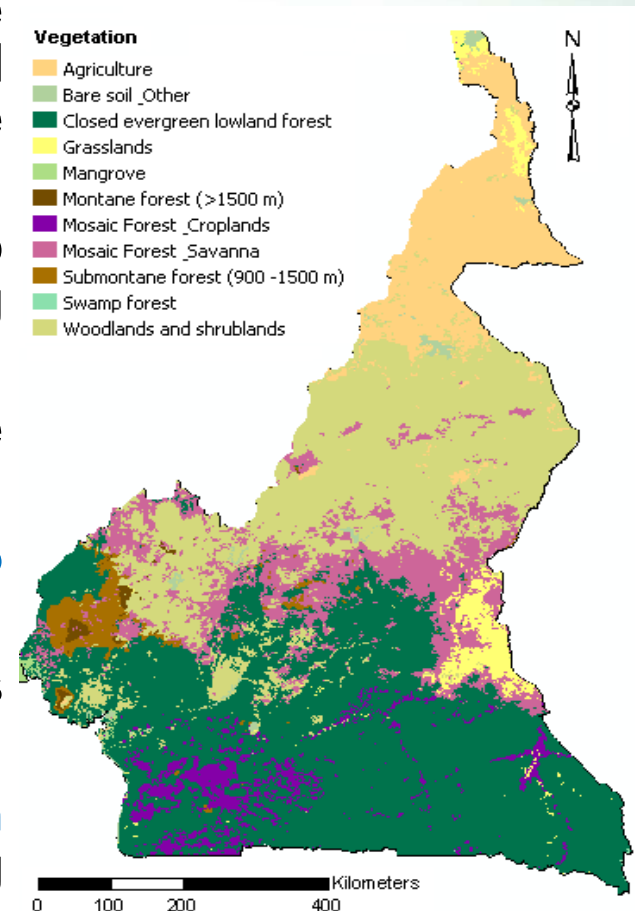 Vegetation
N
Agriculture
Bare soil _Other
Closed evergreen lowland forest
Grasslands
Mangrove
Montane forest (>1500 m)
Mosaic Forest _Croplands
Mosaic Forest _Savanna
Submontane forest (900 -1500 m)
Swamp forest
Woodlands and shrublands
Kilometers
0 100 200 400